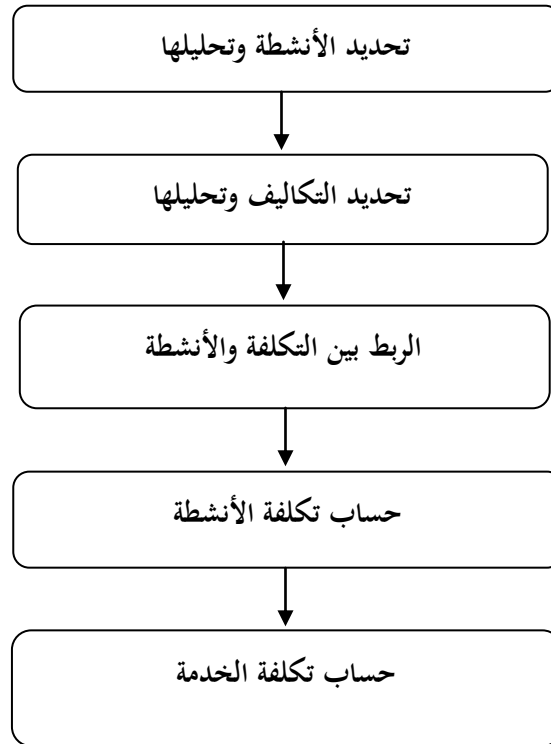 تحديد الأنشطة وتحليلها
تحديد التكاليف وتحليلها
الربط بين التكلفة والأنشطة
حساب تكلفة الأنشطة
حساب تكلفة الخدمة